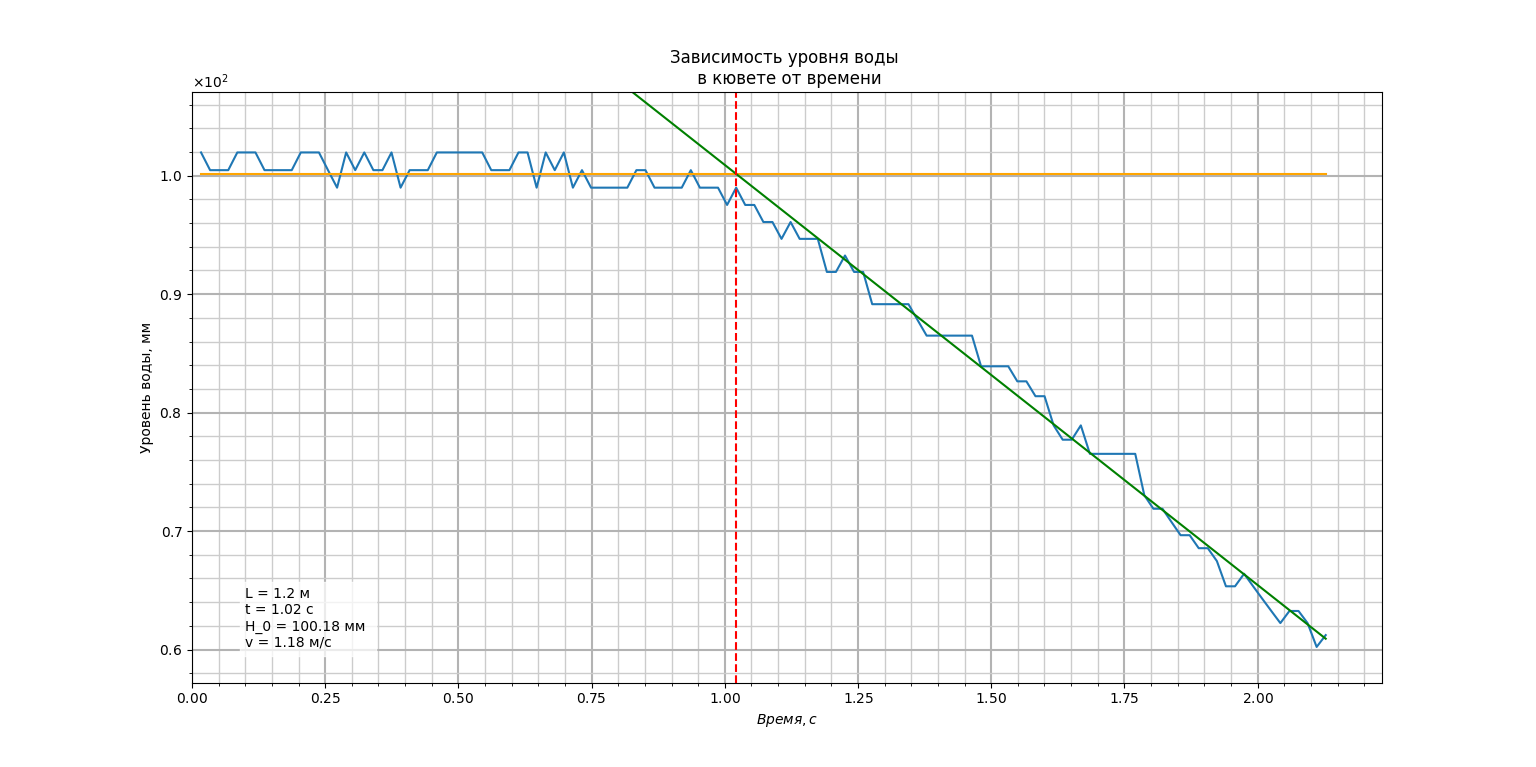 Зависимость уровня воды
в кювете от времени
×10²
Уровень воды, мм
1.0
0.9
0.8
0.7
0.6
L = 1.2 м
t = 1.02 с
H_0 = 100.18 мм
v = 1.18 м/с
0.00 0.25 0.50 0.75 1.00 1.25 1.50 1.75 2.00
Время, с